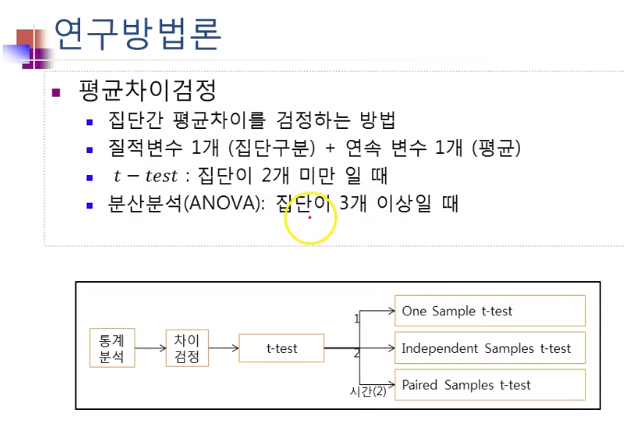 연구방법론
평균차이검정
집단간 평균차이를 검정하는 방법
질적변수 1개 (집단구분) + 연속 변수 1개 (평균)
t − test : 집단이 2개 미만 일 때
분산분석(ANOVA): 집단이 3개 이상일 때
통계
분석
차이
검정
t-test
1
2
시간(2)
One Sample t-test
Independent Samples t-test
Paired Samples t-test